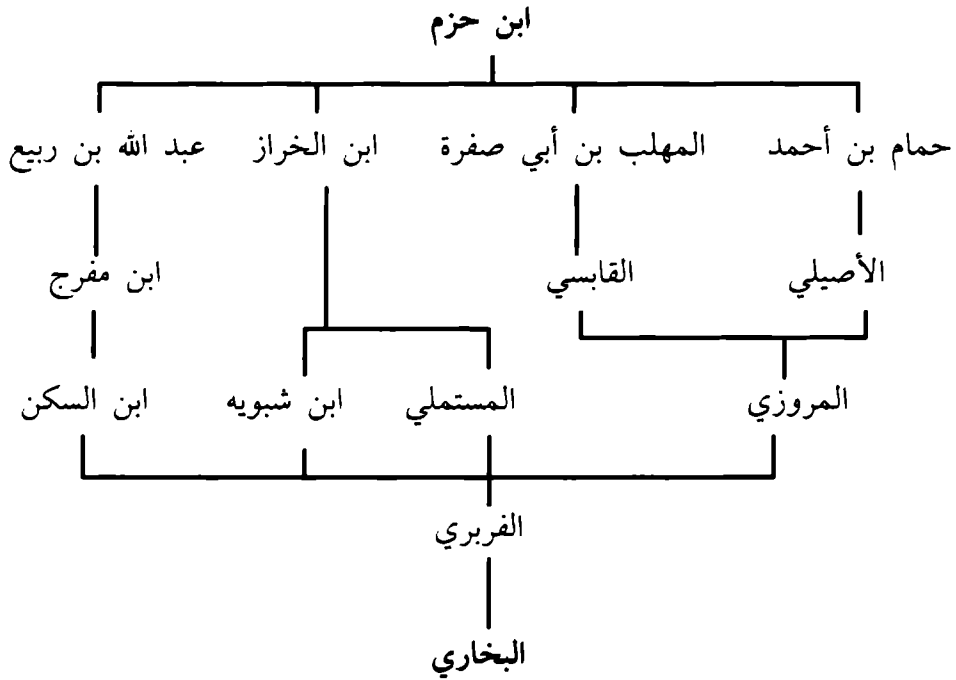 ابن حزم
حمام بن أحمد المهلب بن أبي صفرة ابن الخراز عبد الله بن ربيع
الأصيلي القابسي ابن مفرج
المروزي المستملي ابن شبويه ابن السكن
الفربري
البخاري